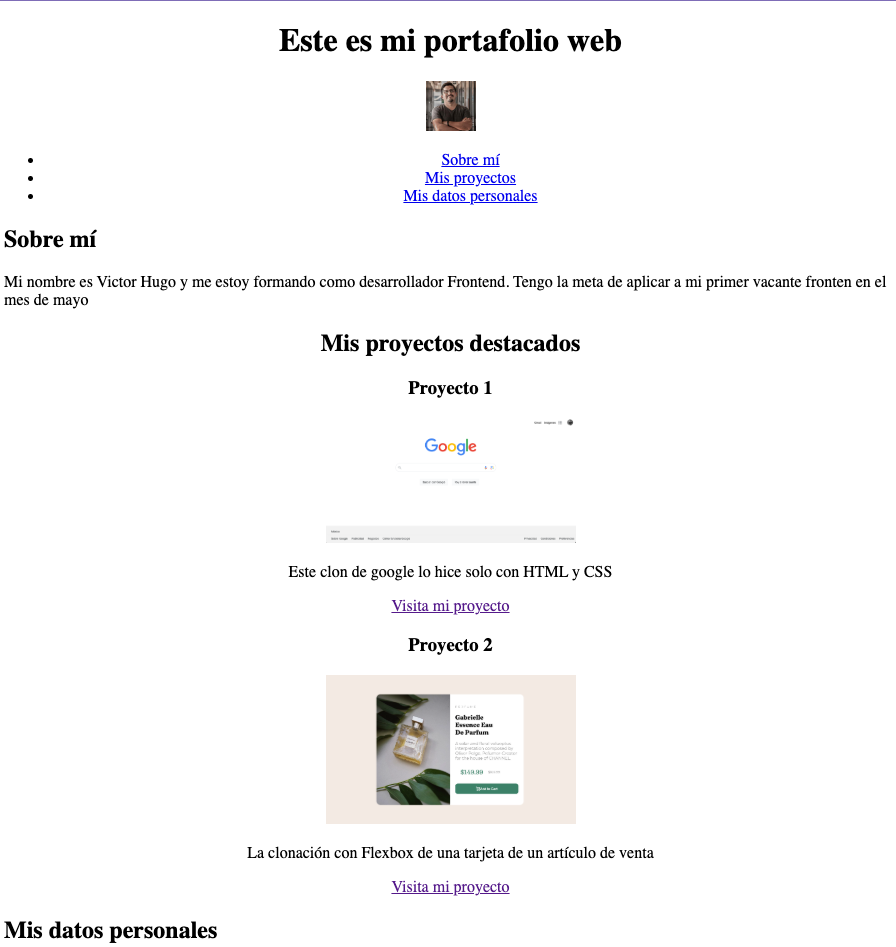 Este es mi portafolio web
Sobre mí
Mis proyectos
Mis datos personales
Sobre mí
Mi nombre es Victor Hugo y me estoy formando como desarrollador Frontend. Tengo la meta de aplicar a mi primer vacante fronten en el
mes de mayo
Mis proyectos destacados
Proyecto 1
Google
Este clon de google lo hice solo con HTML y CSS
Visita mi proyecto
Proyecto 2
Gabrielle
Essence Eau
De Parfum
$149.99
Add to Cart
La clonación con Flexbox de una tarjeta de un artículo de venta
Visita mi proyecto
Mis datos personales